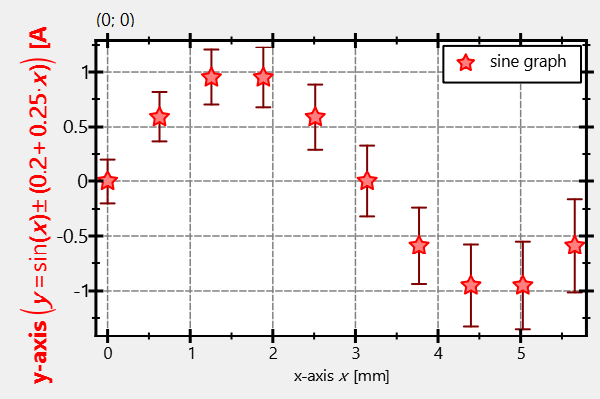 (0; 0)
y-axis (y = sin(x) ± (0.2 + 0.25·x)) [A
sine graph
1
0.5
0
-0.5
-1
0 1 2 3 4 5
x-axis x [mm]